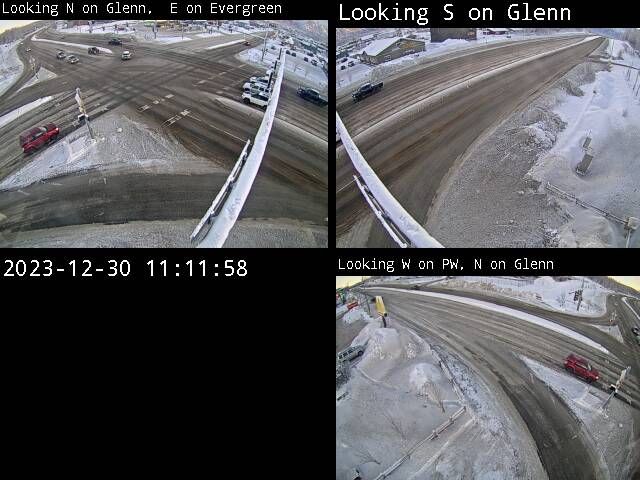 Looking N on Glenn,  E on Evergreen
Looking S on Glenn
2023-12-30 11:11:58
Looking W on PW, N on Glenn